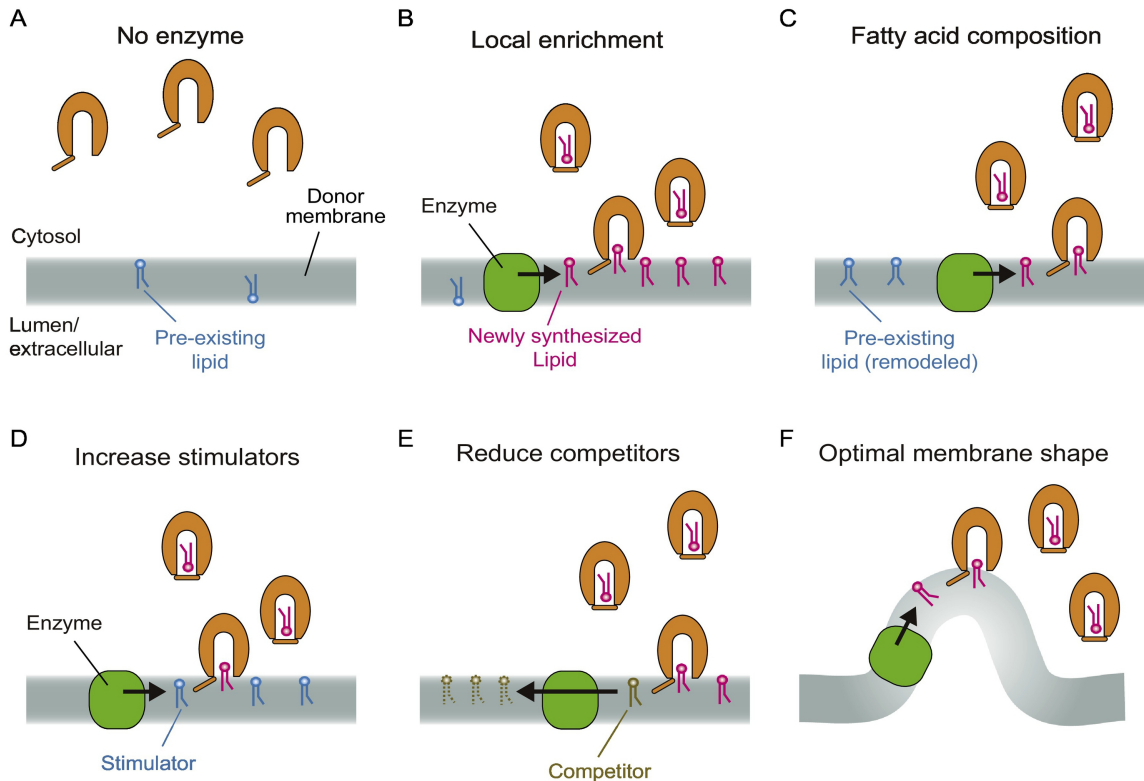 A
No enzyme
Donor
membrane
Cytosol
Lumen/
extracellular
Pre-existing
lipid
B
Local enrichment
Enzyme
Newly synthesized
Lipid
C
Fatty acid composition
Pre-existing
lipid (remodeled)
D
Increase stimulators
Enzyme
Stimulator
E
Reduce competitors
Competitor
F
Optimal membrane shape